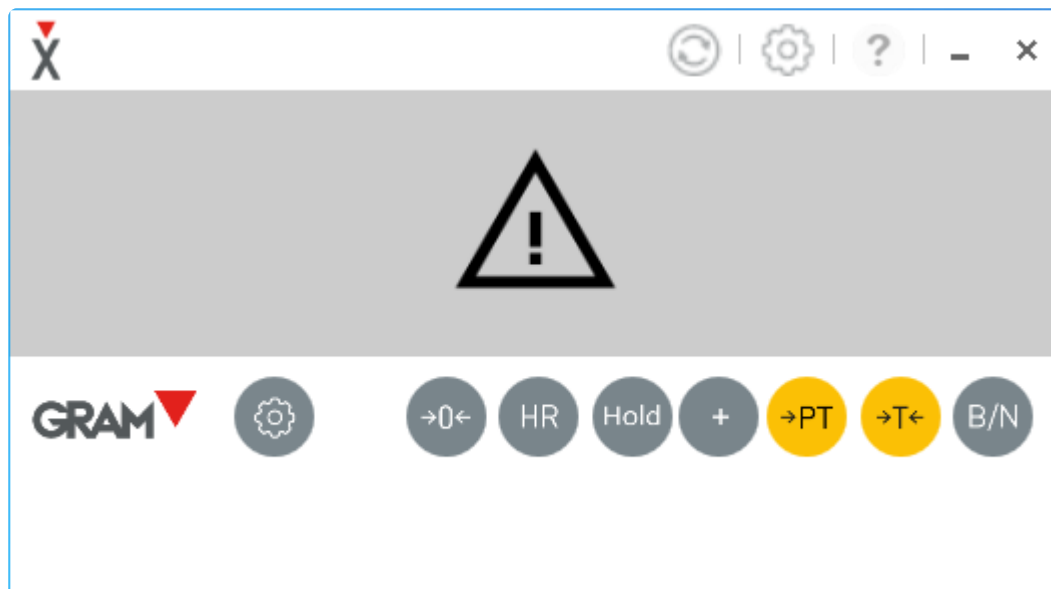 X
?
!
GRAM →0← HR Hold + →PT →T← B/N